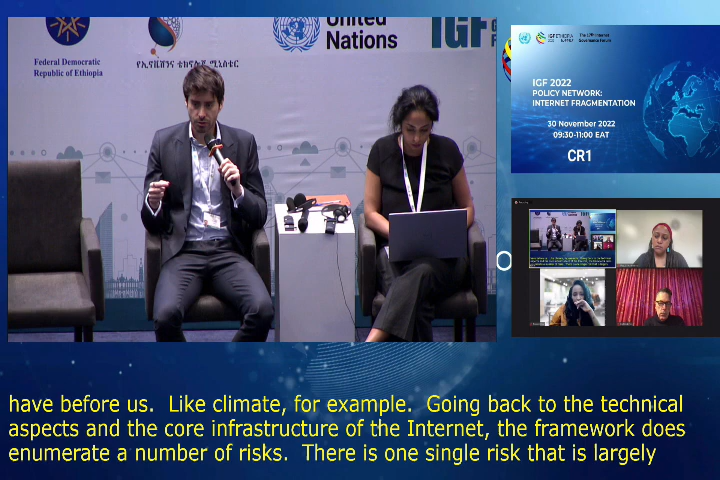 United
Nations
IGF
Federal Democratic
Republic of Ethiopia
የኢኖቬሽንና ቴክኖሎጂ ሚኒስቴር
IGF 2022
POLICY NETWORK:
INTERNET FRAGMENTATION
30 November 2022
09:30-11:00 EAT
CR1
have before us. Like climate, for example. Going back to the technical
aspects and the core infrastructure of the Internet, the framework does
enumerate a number of risks. There is one single risk that is largely